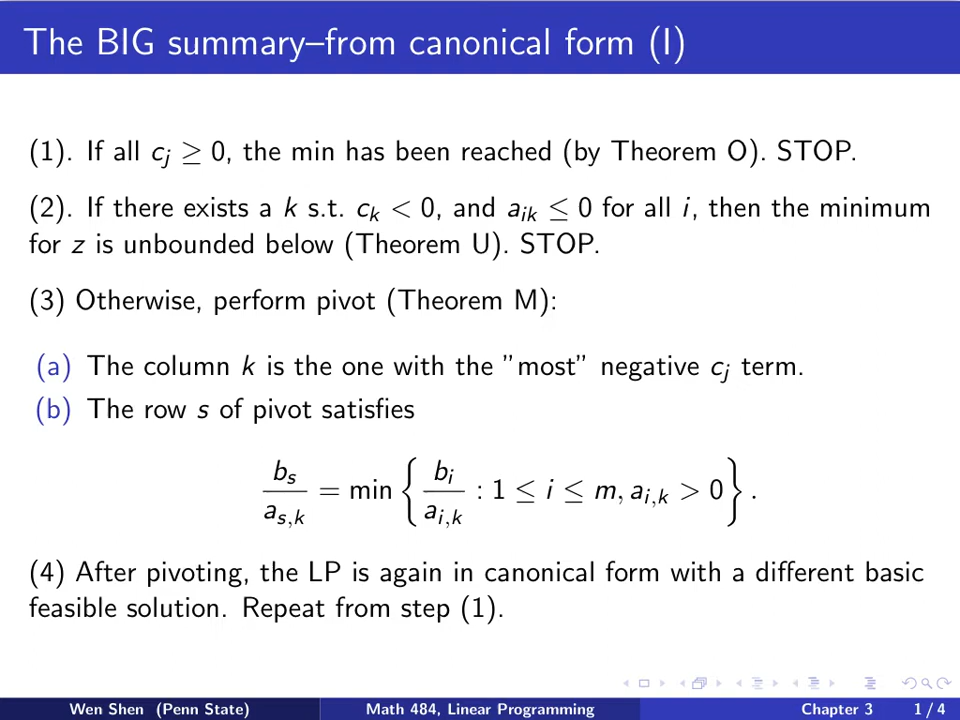 The BIG summary–from canonical form (I)
(1). If all c_j ≥ 0, the min has been reached (by Theorem O). STOP.
(2). If there exists a k s.t. c_k < 0, and a_{ik} ≤ 0 for all i, then the minimum
for z is unbounded below (Theorem U). STOP.
(3) Otherwise, perform pivot (Theorem M):
(a) The column k is the one with the ”most” negative c_j term.
(b) The row s of pivot satisfies
b_s / a_{s,k} = min { b_i / a_{i,k} : 1 ≤ i ≤ m, a_{i,k} > 0 } .
(4) After pivoting, the LP is again in canonical form with a different basic
feasible solution. Repeat from step (1).
Wen Shen (Penn State) Math 484, Linear Programming Chapter 3 1 / 4